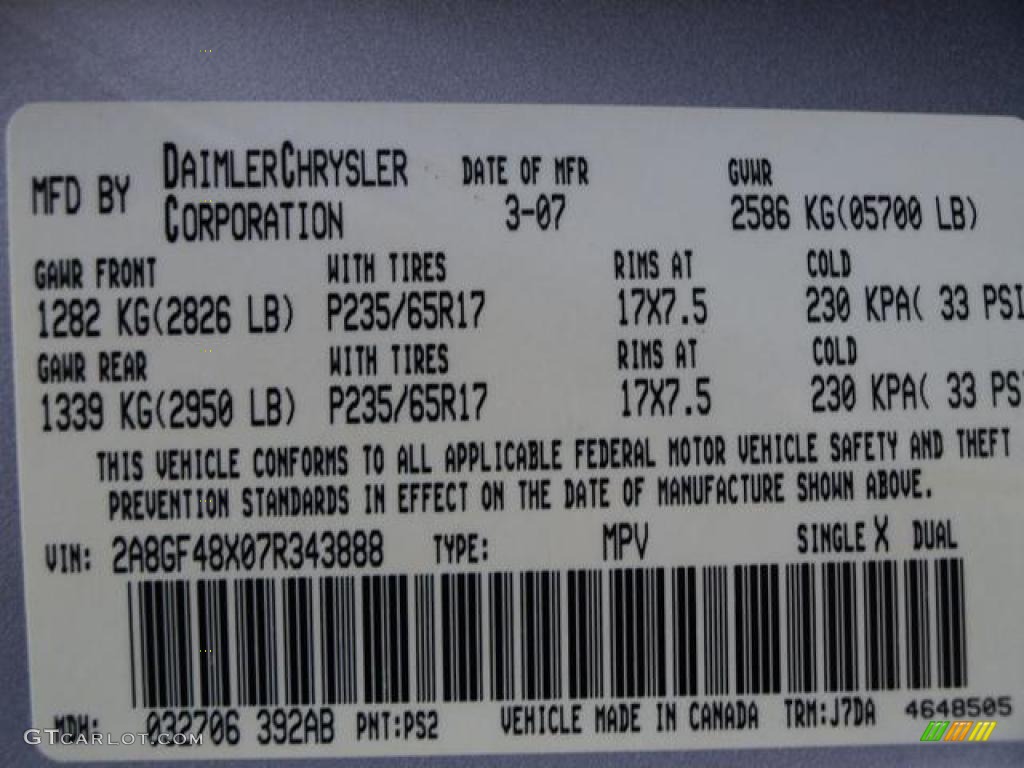 MFD BY DAIMLERCHRYSLER CORPORATION DATE OF MFR 3-07 GVWR 2586 KG(05700 LB)
GAWR FRONT WITH TIRES RIMS AT COLD
1282 KG(2826 LB) P235/65R17 17X7.5 230 KPA( 33 PSI
GAWR REAR WITH TIRES RIMS AT COLD
1339 KG(2950 LB) P235/65R17 17X7.5 230 KPA( 33 PSI
THIS VEHICLE CONFORMS TO ALL APPLICABLE FEDERAL MOTOR VEHICLE SAFETY AND THEFT
PREVENTION STANDARDS IN EFFECT ON THE DATE OF MANUFACTURE SHOWN ABOVE.
VIN: 2A8GF48X07R343888 TYPE: MPV SINGLE X DUAL
MDH: 032706 392AB PNT:PS2 VEHICLE MADE IN CANADA TRM:J7DA 4648505
GTCARLOT.COM